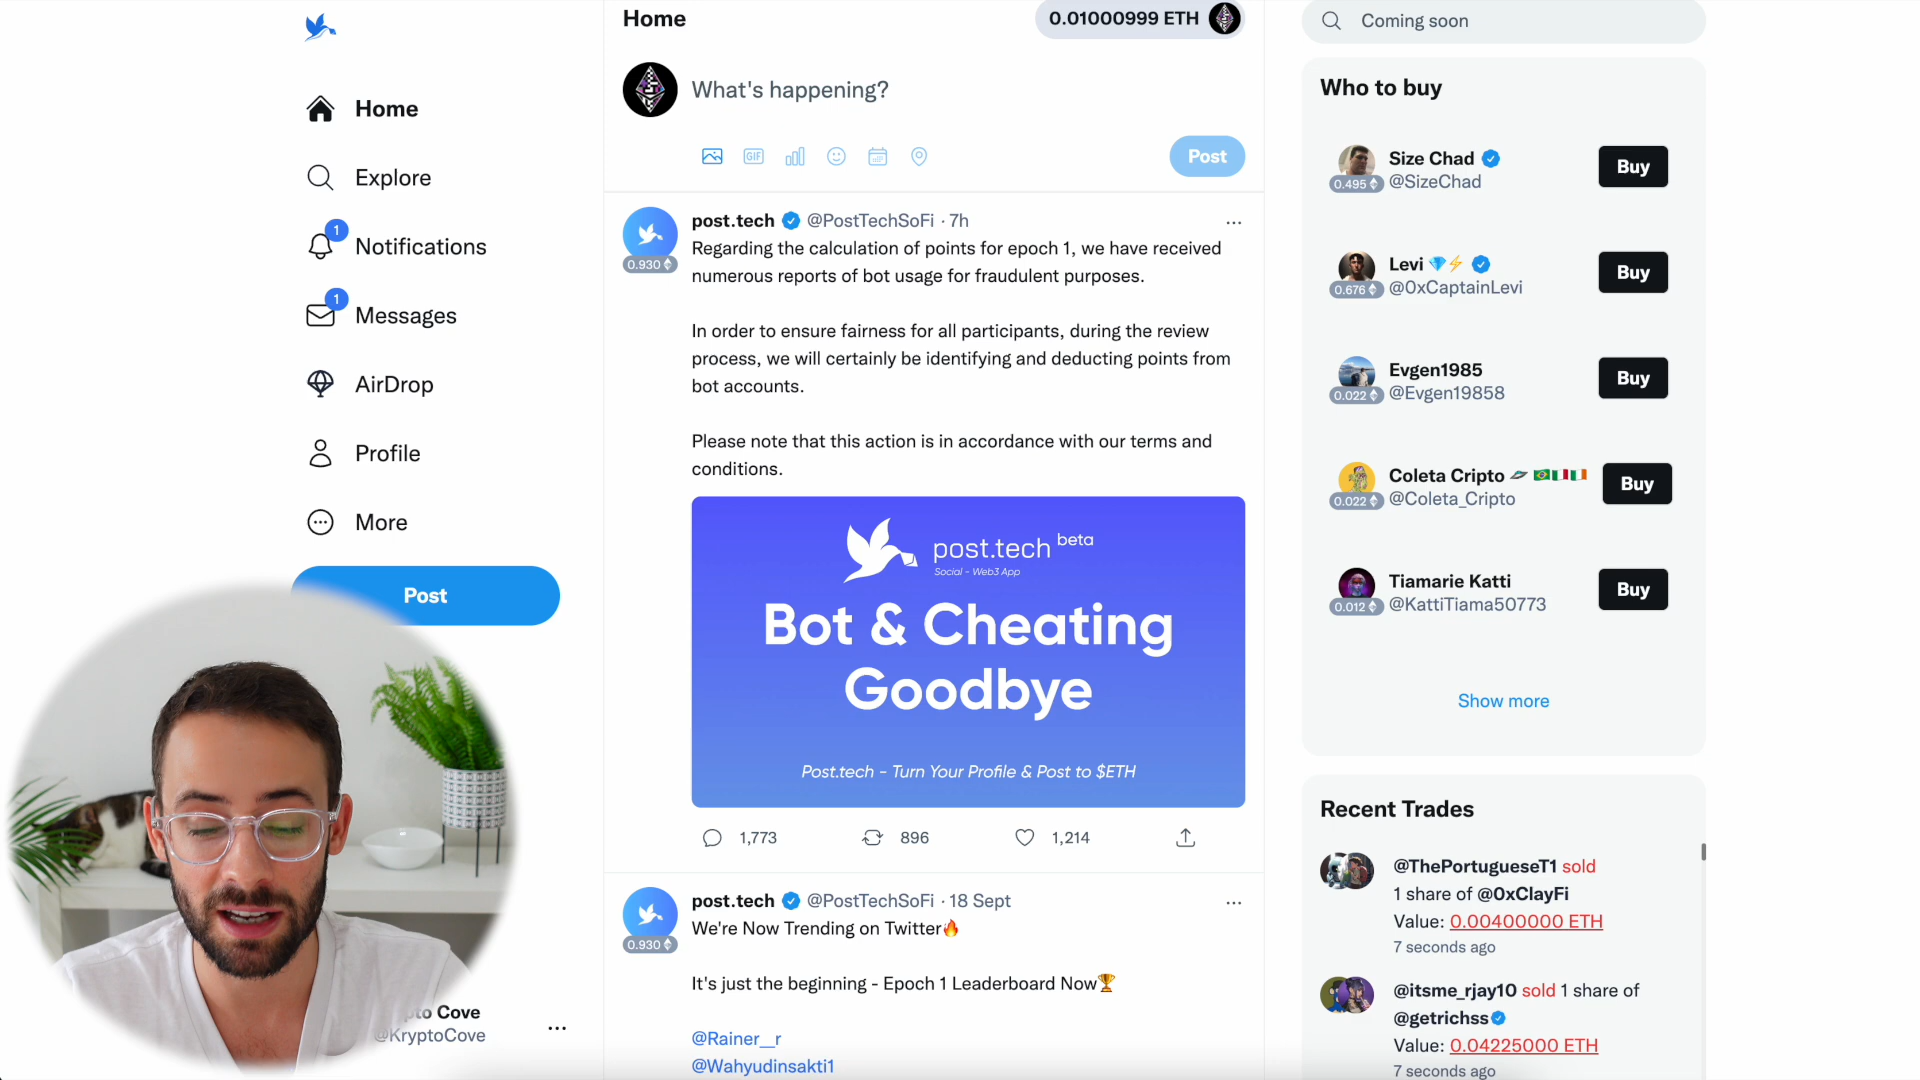 Home
Explore
1
Notifications
1
Messages
AirDrop
Profile
More
Post
Cove
@KryptoCove
Home
0.01000999 ETH
What's happening?
GIF
Post
post.tech @PostTechSoFi · 7h
0.930
Regarding the calculation of points for epoch 1, we have received
numerous reports of bot usage for fraudulent purposes.
In order to ensure fairness for all participants, during the review
process, we will certainly be identifying and deducting points from
bot accounts.
Please note that this action is in accordance with our terms and
conditions.
post.tech beta
Social - Web3 App
Bot & Cheating
Goodbye
Post.tech - Turn Your Profile & Post to $ETH
1,773
896
1,214
post.tech @PostTechSoFi · 18 Sept
0.930
We're Now Trending on Twitter🔥
It's just the beginning - Epoch 1 Leaderboard Now🏆
@Rainer__r
@Wahyudinsakti1
Coming soon
Who to buy
Size Chad
0.495
@SizeChad
Buy
Levi 💎⚡
0.676
@0xCaptainLevi
Buy
Evgen1985
0.022
@Evgen19858
Buy
Coleta Cripto
0.022
@Coleta_Cripto
Buy
Tiamarie Katti
0.012
@KattiTiama50773
Buy
Show more
Recent Trades
@ThePortugueseT1 sold
1 share of @0xClayFi
Value: 0.00400000 ETH
7 seconds ago
@itsme_rjay10 sold 1 share of
@getrichss
Value: 0.04225000 ETH
7 seconds ago